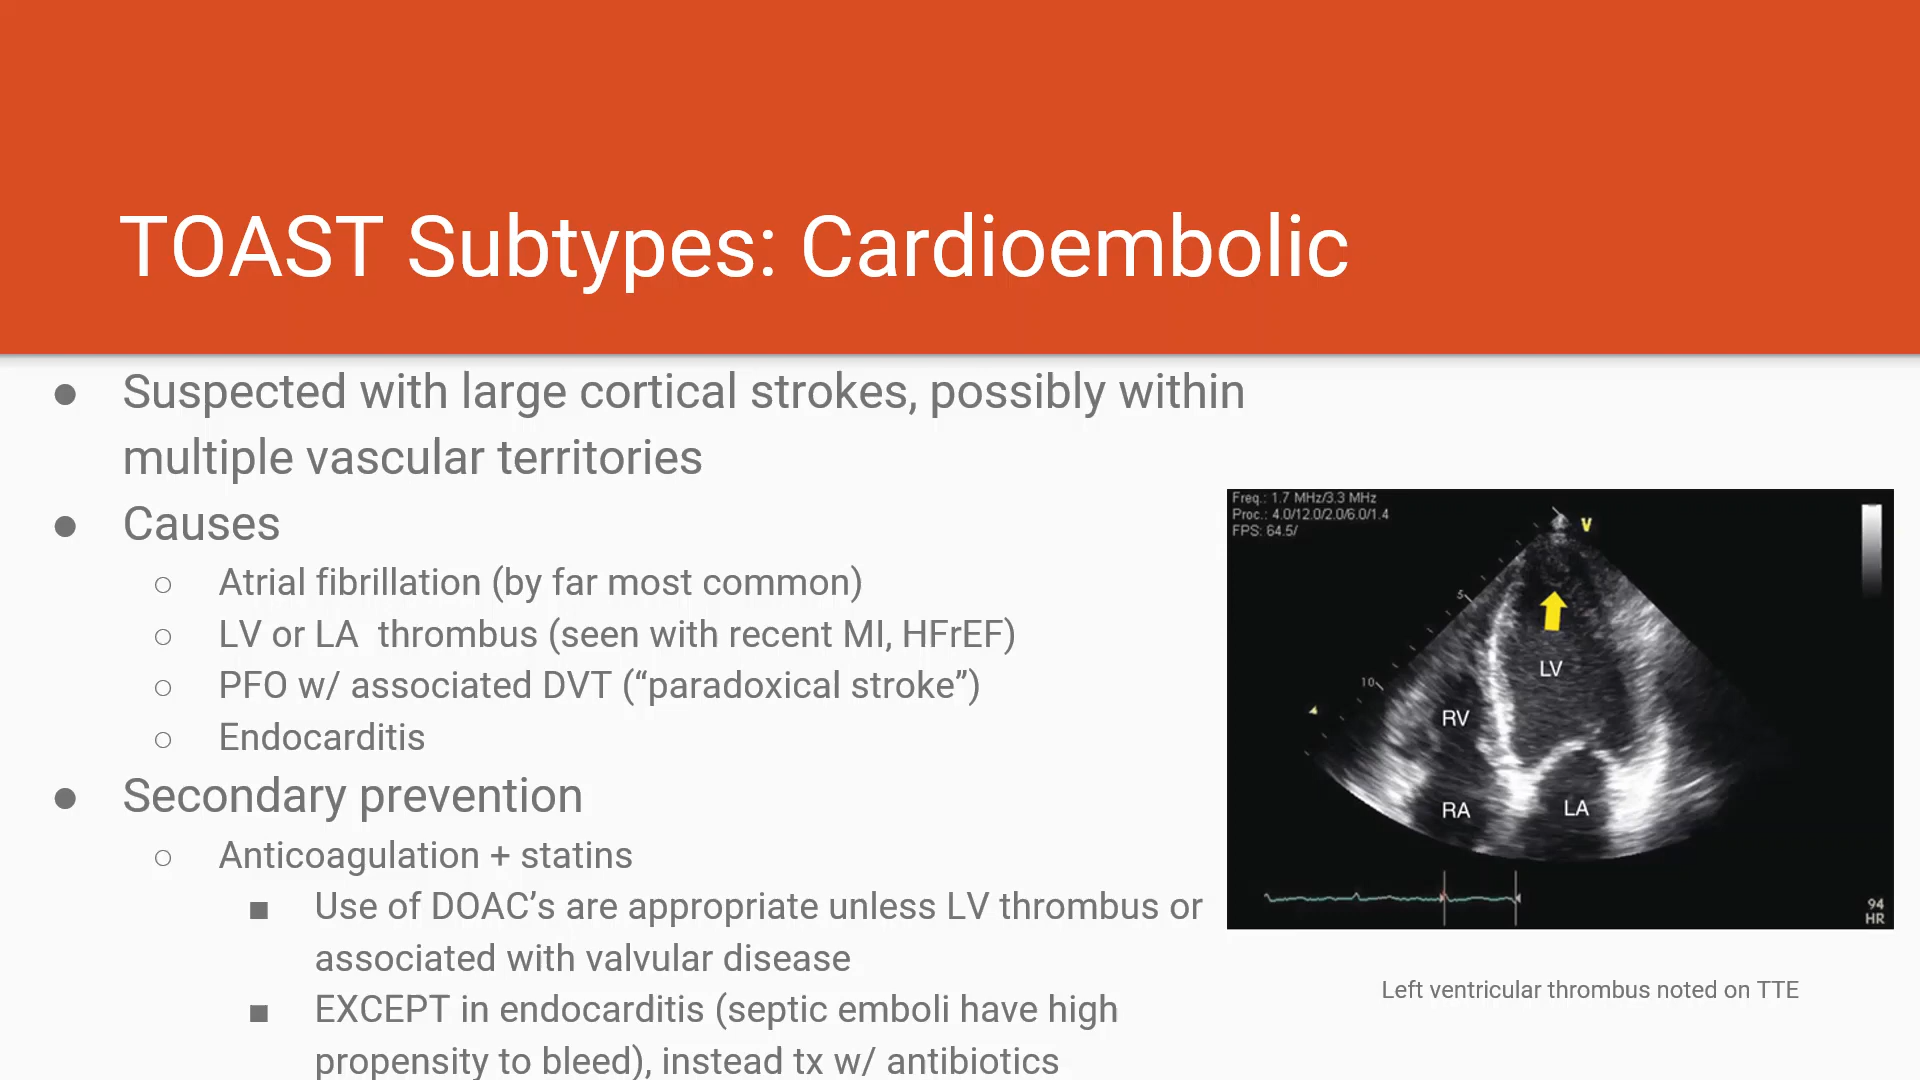 TOAST Subtypes: Cardioembolic
● Suspected with large cortical strokes, possibly within
multiple vascular territories
● Causes
○ Atrial fibrillation (by far most common)
○ LV or LA  thrombus (seen with recent MI, HFrEF)
○ PFO w/ associated DVT (“paradoxical stroke”)
○ Endocarditis
● Secondary prevention
○ Anticoagulation + statins
■ Use of DOAC’s are appropriate unless LV thrombus or
associated with valvular disease
■ EXCEPT in endocarditis (septic emboli have high
propensity to bleed), instead tx w/ antibiotics
Freq.: 1.7 MHz/3.3 MHz
Proc.: 4.0/12.0/2.0/6.0/1.4
FPS: 64.5/
V
5
LV
10
RV
RA
LA
94
HR
Left ventricular thrombus noted on TTE